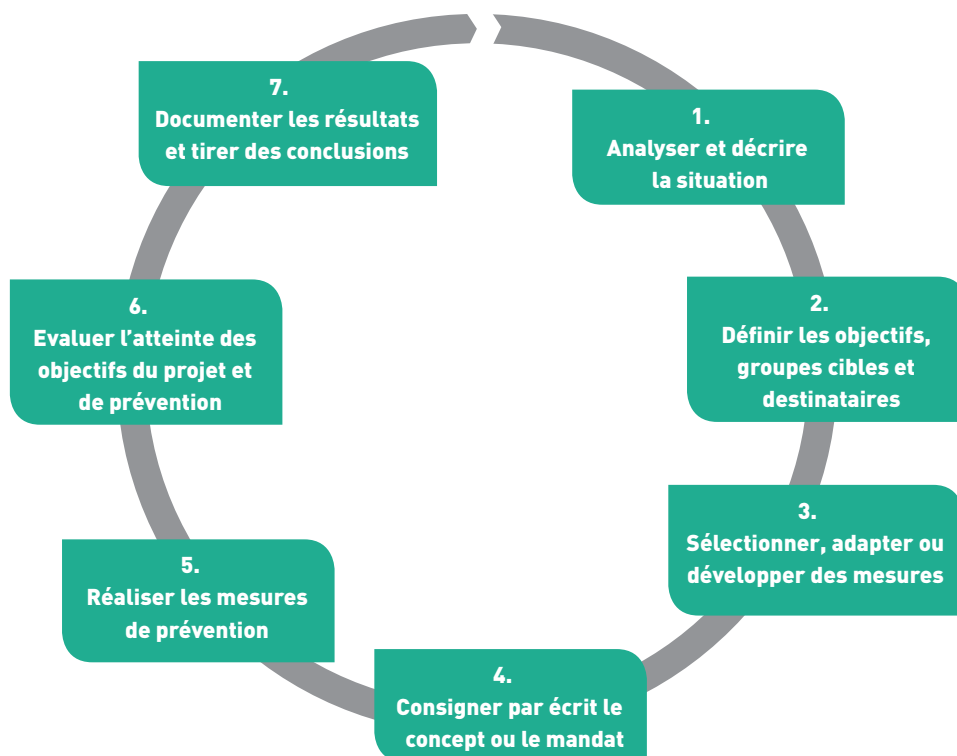 1.
Analyser et décrire
la situation
2.
Définir les objectifs,
groupes cibles et
destinataires
3.
Sélectionner, adapter ou
développer des mesures
4.
Consigner par écrit le
concept ou le mandat
5.
Réaliser les mesures
de prévention
6.
Evaluer l’atteinte des
objectifs du projet et
de prévention
7.
Documenter les résultats
et tirer des conclusions